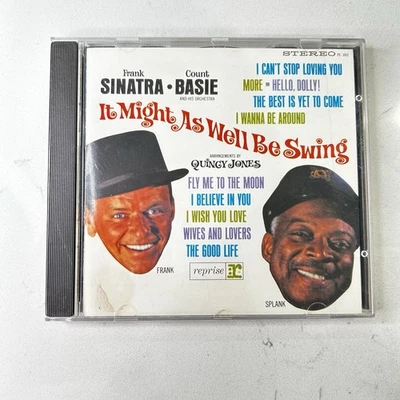 STEREO
Frank SINATRA • Count BASIE
AND HIS ORCHESTRA
I CAN'T STOP LOVING YOU
MORE • HELLO, DOLLY!
THE BEST IS YET TO COME
I WANNA BE AROUND
It Might As Well Be Swing
ARRANGEMENTS BY
QUINCY JONES
FLY ME TO THE MOON
I BELIEVE IN YOU
I WISH YOU LOVE
WIVES AND LOVERS
THE GOOD LIFE
FRANK
reprise r:
SPLANK